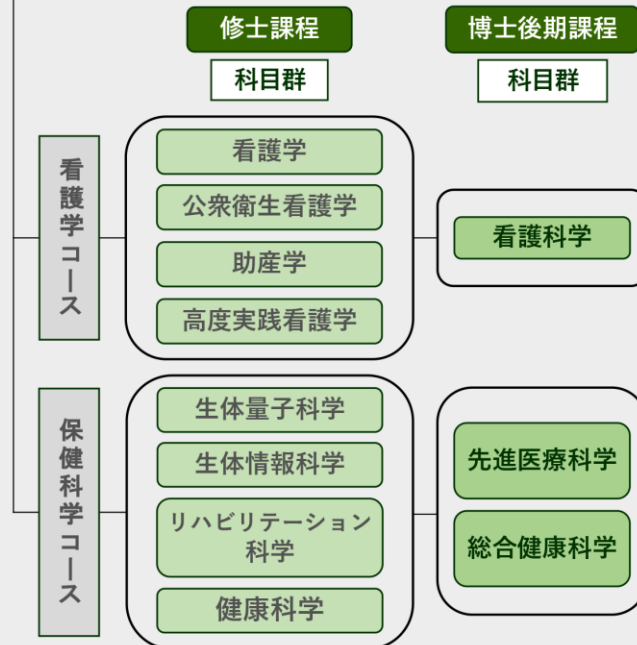 修士課程
博士後期課程
科目群
科目群
看護学コース
看護学
公衆衛生看護学
助産学
高度実践看護学
看護科学
保健科学コース
生体量子科学
生体情報科学
リハビリテーション
科学
健康科学
先進医療科学
総合健康科学